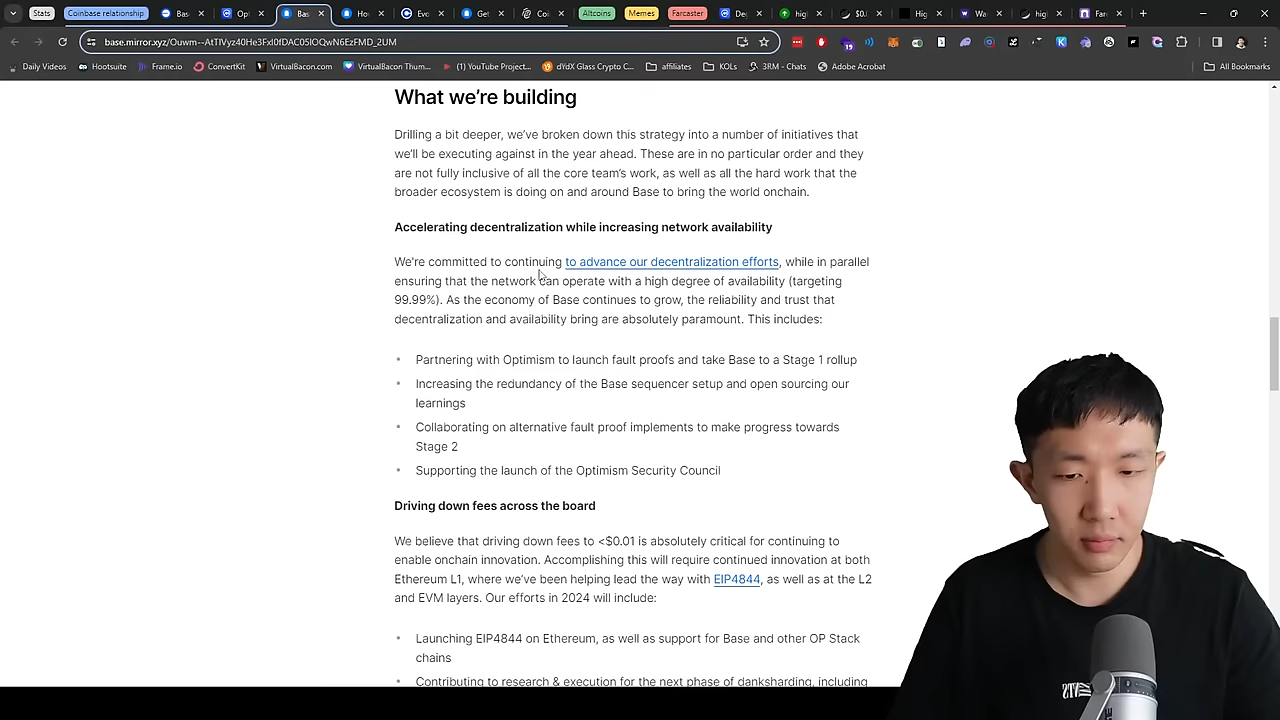 Stats
Coinbase relationship
Bas
Op
Bas
Ho
Eas
Get
Coi
Altcoins
Memes
Farcaster
De
higl
$0.
Hig
Wa
hig
Far
base.mirror.xyz/Ouwm--AtTIVyz40He3Fxl0fDAC05lOQwN6EzFMD_2UM
Daily Videos
Hootsuite
Frame.io
ConvertKit
VirtualBacon.com
VirtualBacon Thum...
(1) YouTube Project...
dYdX Glass Crypto C...
affiliates
KOLs
3RM - Chats
Adobe Acrobat
All Bookmarks
What we're building
Drilling a bit deeper, we've broken down this strategy into a number of initiatives that
we'll be executing against in the year ahead. These are in no particular order and they
are not fully inclusive of all the core team's work, as well as all the hard work that the
broader ecosystem is doing on and around Base to bring the world onchain.
Accelerating decentralization while increasing network availability
We're committed to continuing to advance our decentralization efforts, while in parallel
ensuring that the network can operate with a high degree of availability (targeting
99.99%). As the economy of Base continues to grow, the reliability and trust that
decentralization and availability bring are absolutely paramount. This includes:
Partnering with Optimism to launch fault proofs and take Base to a Stage 1 rollup
Increasing the redundancy of the Base sequencer setup and open sourcing our
learnings
Collaborating on alternative fault proof implements to make progress towards
Stage 2
Supporting the launch of the Optimism Security Council
Driving down fees across the board
We believe that driving down fees to <$0.01 is absolutely critical for continuing to
enable onchain innovation. Accomplishing this will require continued innovation at both
Ethereum L1, where we've been helping lead the way with EIP4844, as well as at the L2
and EVM layers. Our efforts in 2024 will include:
Launching EIP4844 on Ethereum, as well as support for Base and other OP Stack
chains
Contributing to research & execution for the next phase of danksharding, including